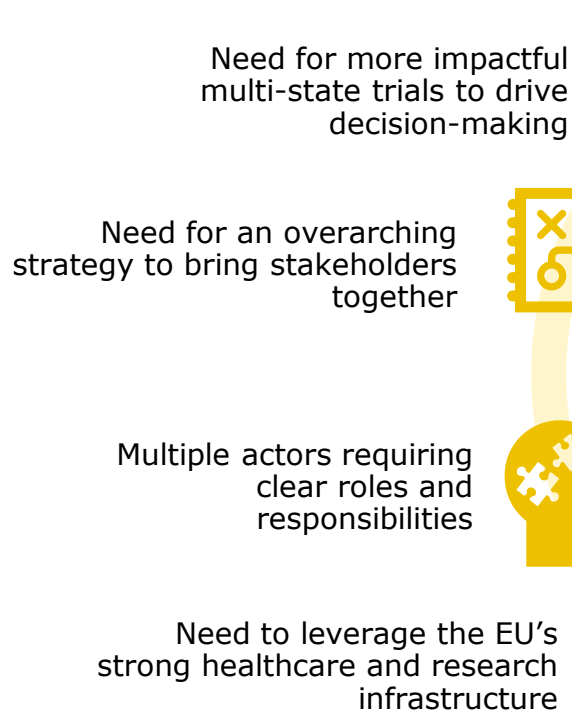 Need for more impactful
multi-state trials to drive
decision-making
Need for an overarching
strategy to bring stakeholders
together
Multiple actors requiring
clear roles and
responsibilities
Need to leverage the EU’s
strong healthcare and research
infrastructure